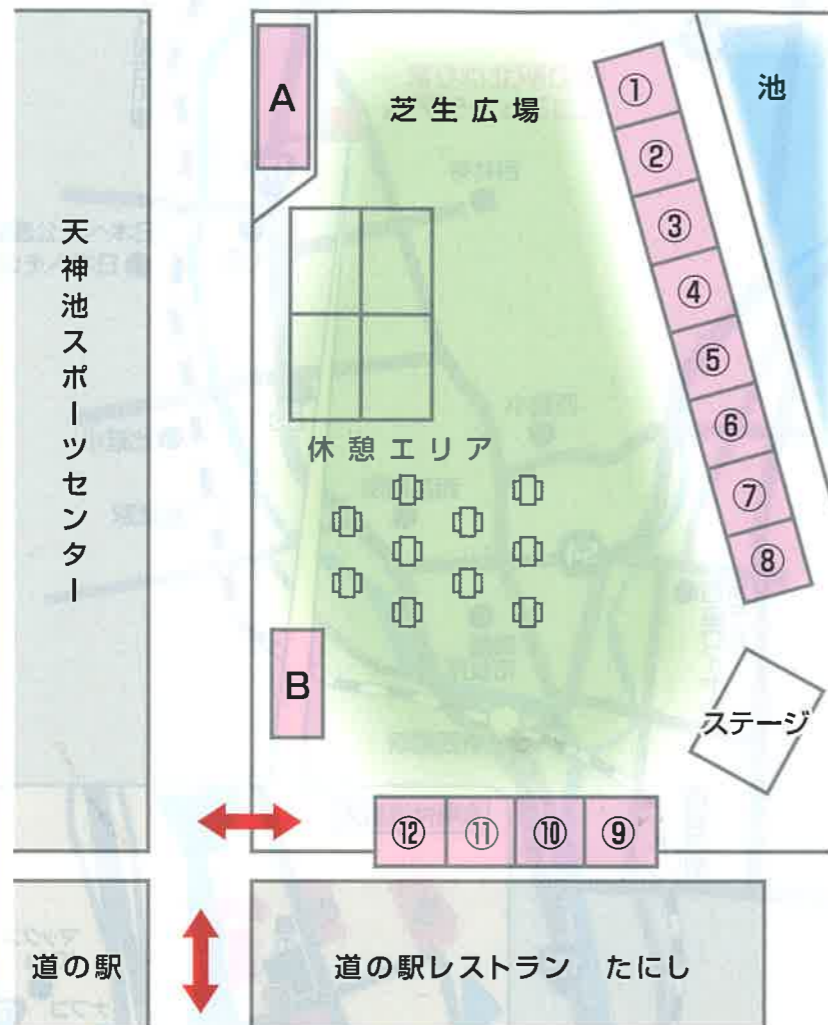 A
芝生広場
池
①
②
③
④
⑤
⑥
⑦
⑧
天神池スポーツセンター
休憩エリア
B
ステージ
⑫ ⑪ ⑩ ⑨
道の駅
道の駅レストラン たにし